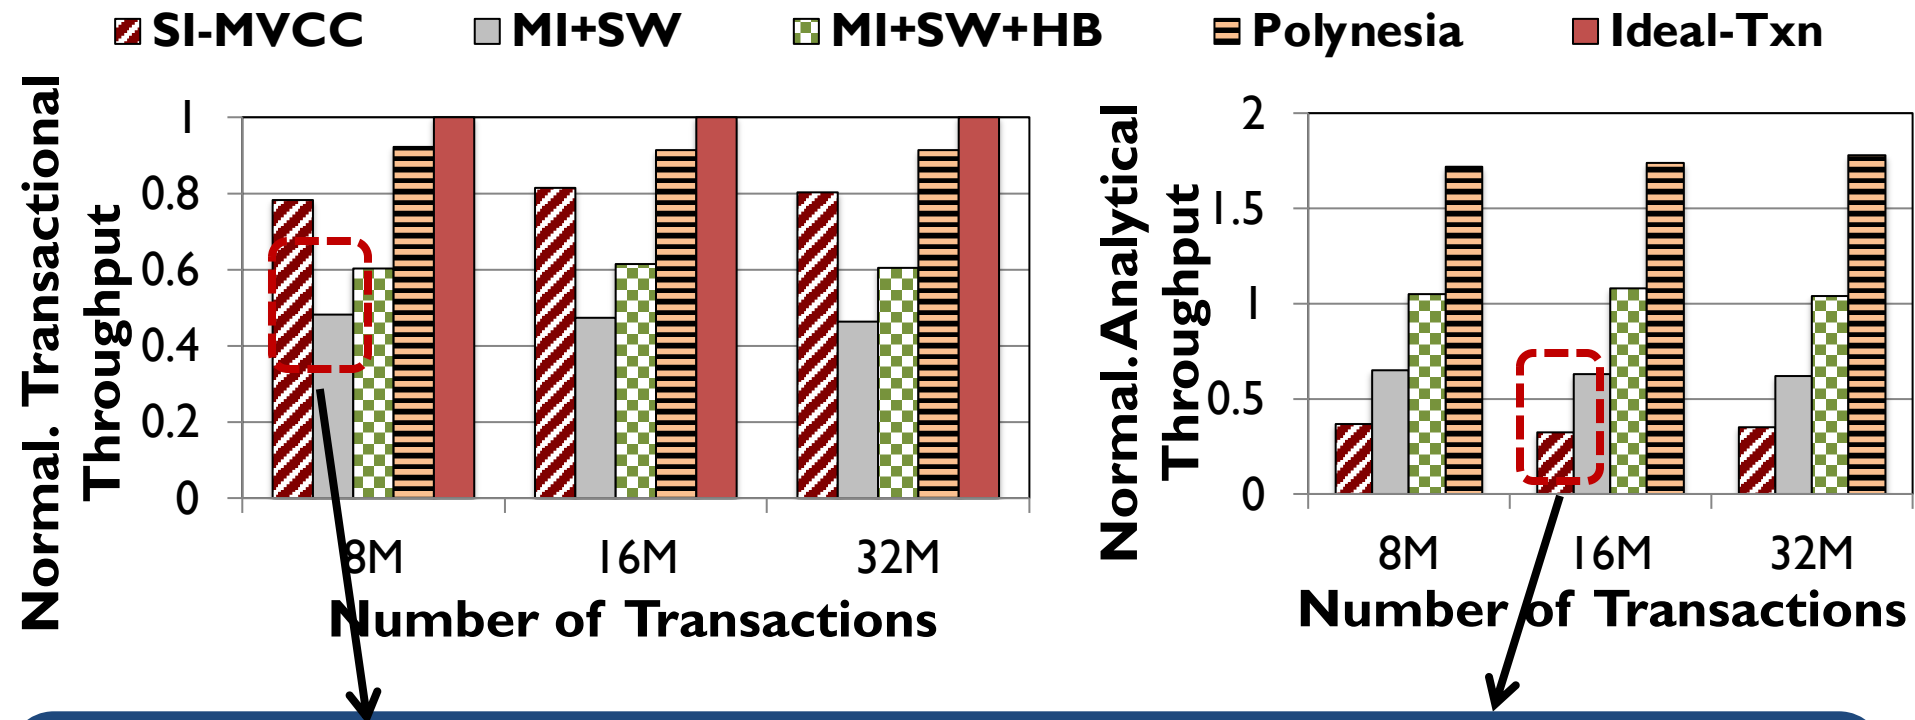 SI-MVCC MI+SW MI+SW+HB Polynesia Ideal-Txn
Normal. Transactional
Throughput
1
0.8
0.6
0.4
0.2
0
8M 16M 32M
Number of Transactions
Normal. Analytical
Throughput
2
1.5
1
0.5
0
8M 16M 32M
Number of Transactions